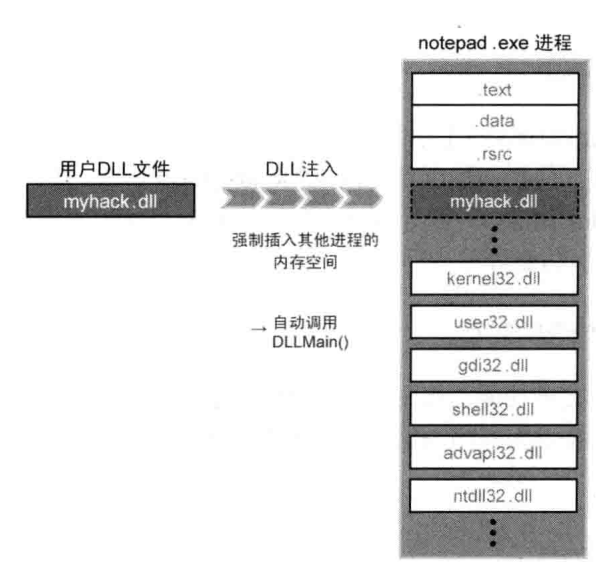 notepad .exe 进程
.text
.data
.rsrc
用户DLL文件
DLL注入
myhack.dll
myhack.dll
强制插入其他进程的
内存空间
kernel32.dll
→ 自动调用
DLLMain()
user32.dll
gdi32.dll
shell32.dll
advapi32.dll
ntdll32.dll